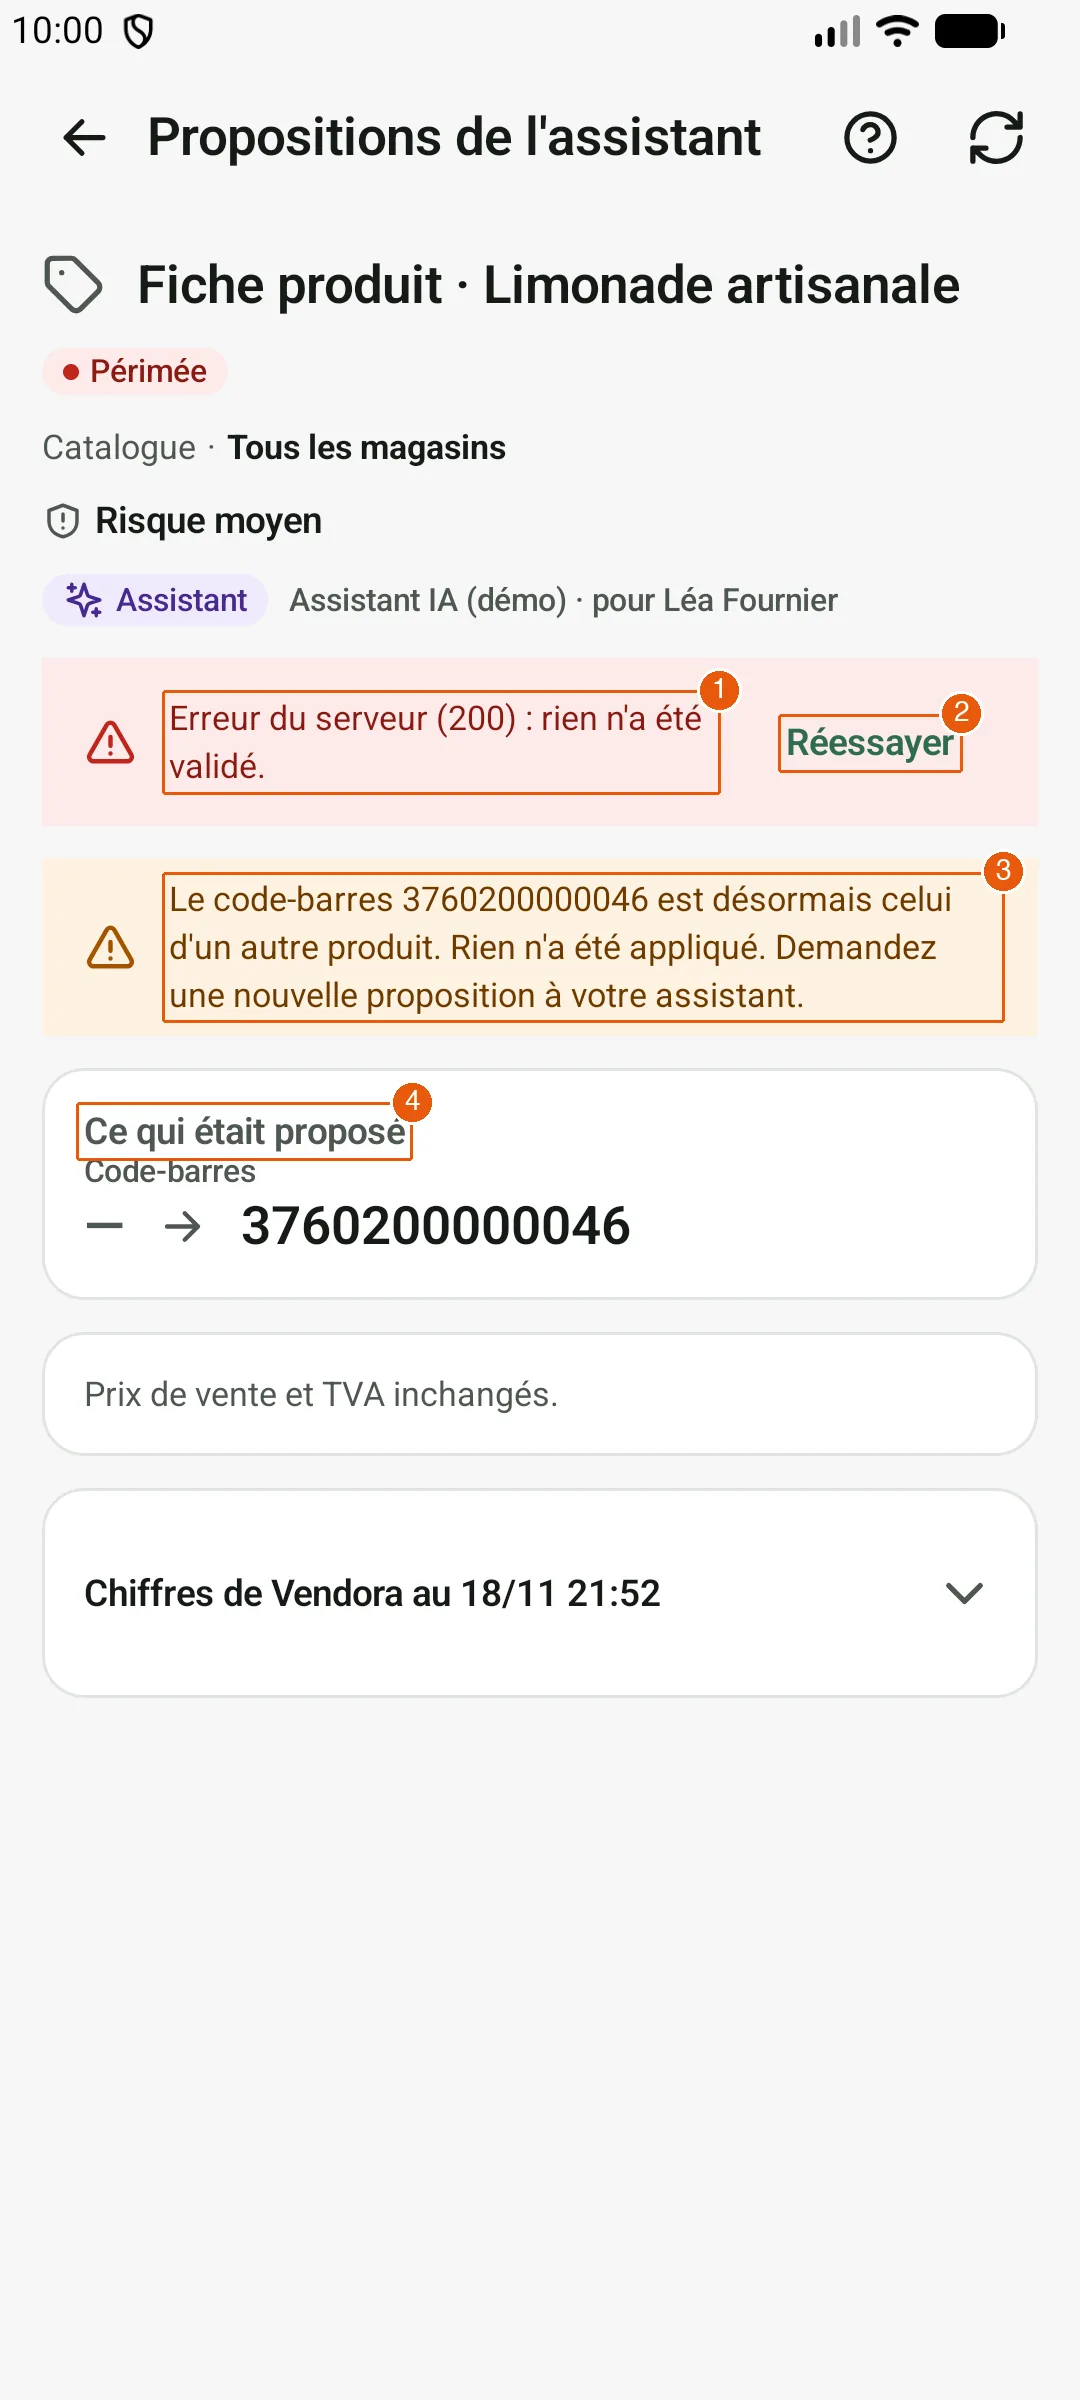 10:00
Propositions de l'assistant
Fiche produit · Limonade artisanale
Périmée
Catalogue · Tous les magasins
Risque moyen
Assistant Assistant IA (démo) · pour Léa Fournier
1
Erreur du serveur (200) : rien n'a été
validé.
2
Réessayer
3
Le code-barres 3760200000046 est désormais celui
d'un autre produit. Rien n'a été appliqué. Demandez
une nouvelle proposition à votre assistant.
4
Ce qui était proposé
Code-barres
— → 3760200000046
Prix de vente et TVA inchangés.
Chiffres de Vendora au 18/11 21:52